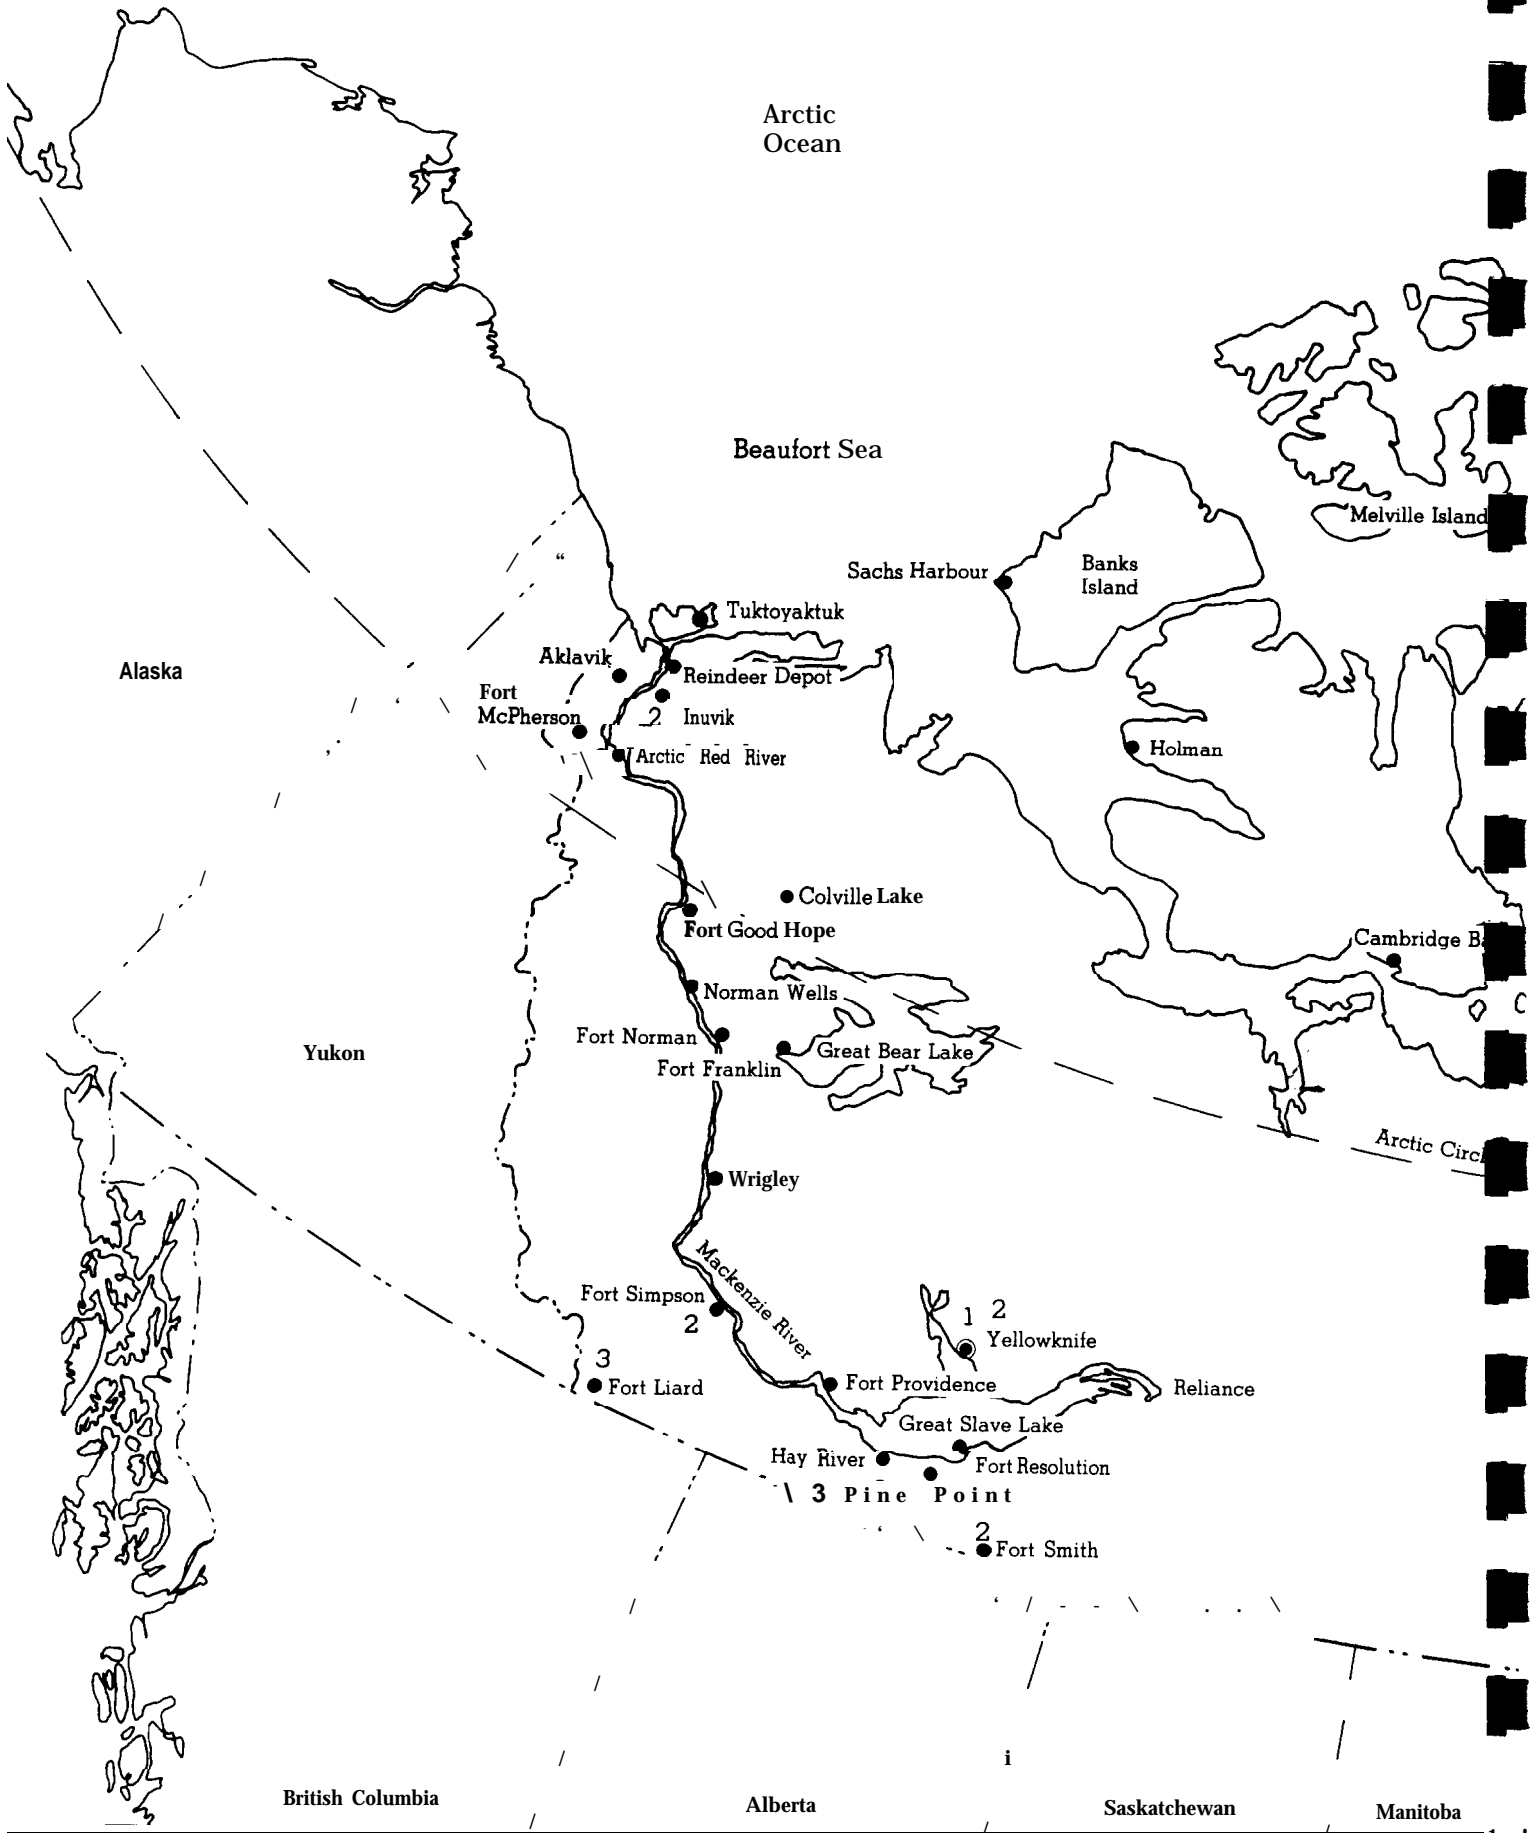 Arctic
Ocean
Beaufort Sea
Melville Island
Sachs Harbour
Banks
Island
Tuktoyaktuk
Aklavik
Alaska
Reindeer Depot
Fort
McPherson
2 Inuvik
Holman
Arctic Red River
Colville Lake
Fort Good Hope
Cambridge B
Norman Wells
Fort Norman
Yukon
Great Bear Lake
Fort Franklin
Arctic Circ
Wrigley
Mackenzie River
Fort Simpson
2
1 2
Yellowknife
3
Fort Liard
Fort Providence
Reliance
Great Slave Lake
Hay River
Fort Resolution
3 Pine Point
2
Fort Smith
i
British Columbia
Alberta
Saskatchewan
Manitoba